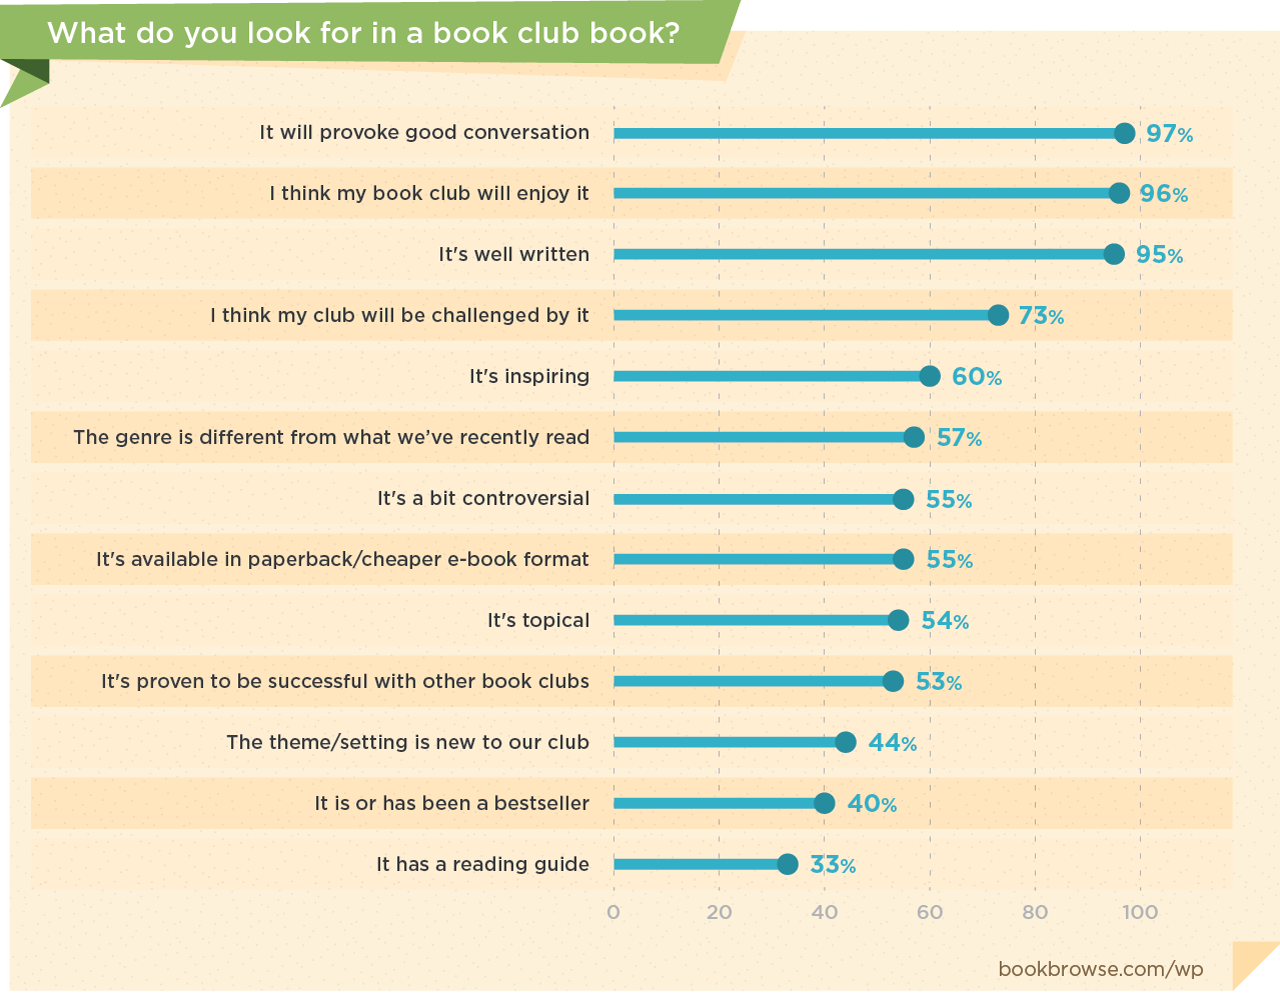 What do you look for in a book club book?
It will provoke good conversation 97%
I think my book club will enjoy it 96%
It's well written 95%
I think my club will be challenged by it 73%
It's inspiring 60%
The genre is different from what we’ve recently read 57%
It's a bit controversial 55%
It's available in paperback/cheaper e-book format 55%
It's topical 54%
It's proven to be successful with other book clubs 53%
The theme/setting is new to our club 44%
It is or has been a bestseller 40%
It has a reading guide 33%
0 20 40 60 80 100
bookbrowse.com/wp